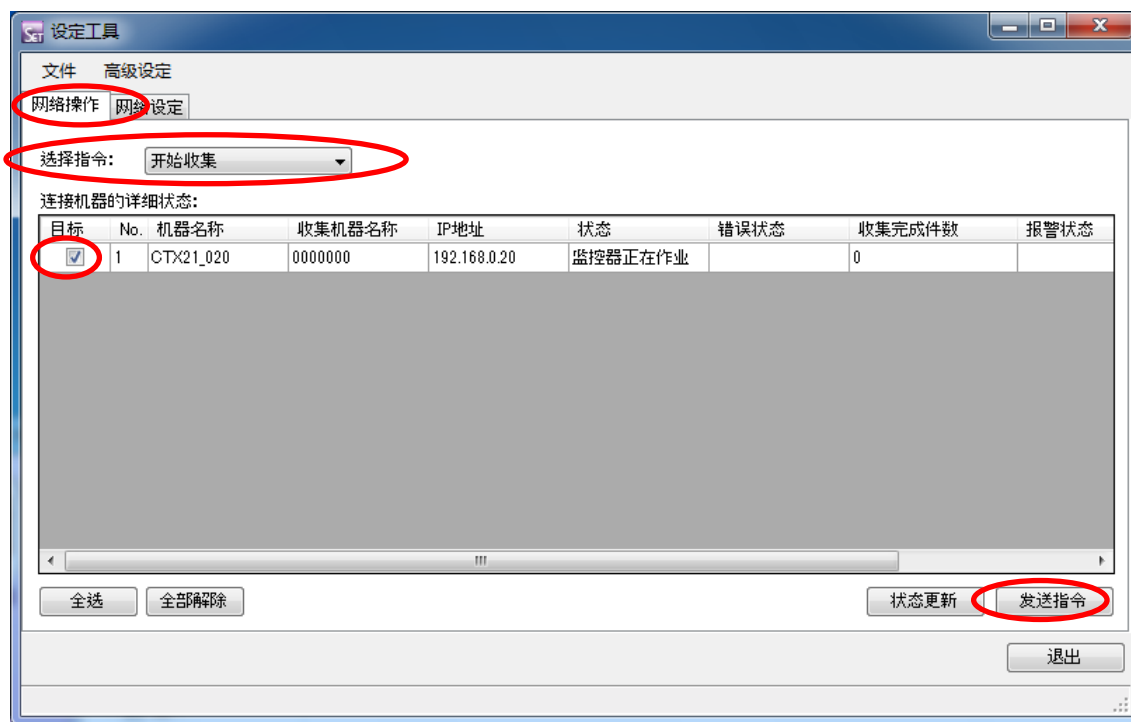 SET 设定工具
文件 高级设定
网络操作 网络设定
选择指令: 开始收集
连接机器的详细状态:
目标 No. 机器名称 收集机器名称 IP地址 状态 错误状态 收集完成件数 报警状态
1 CTX21_020 0000000 192.168.0.20 监控器正在作业 0
全选 全部解除 状态更新 发送指令
退出